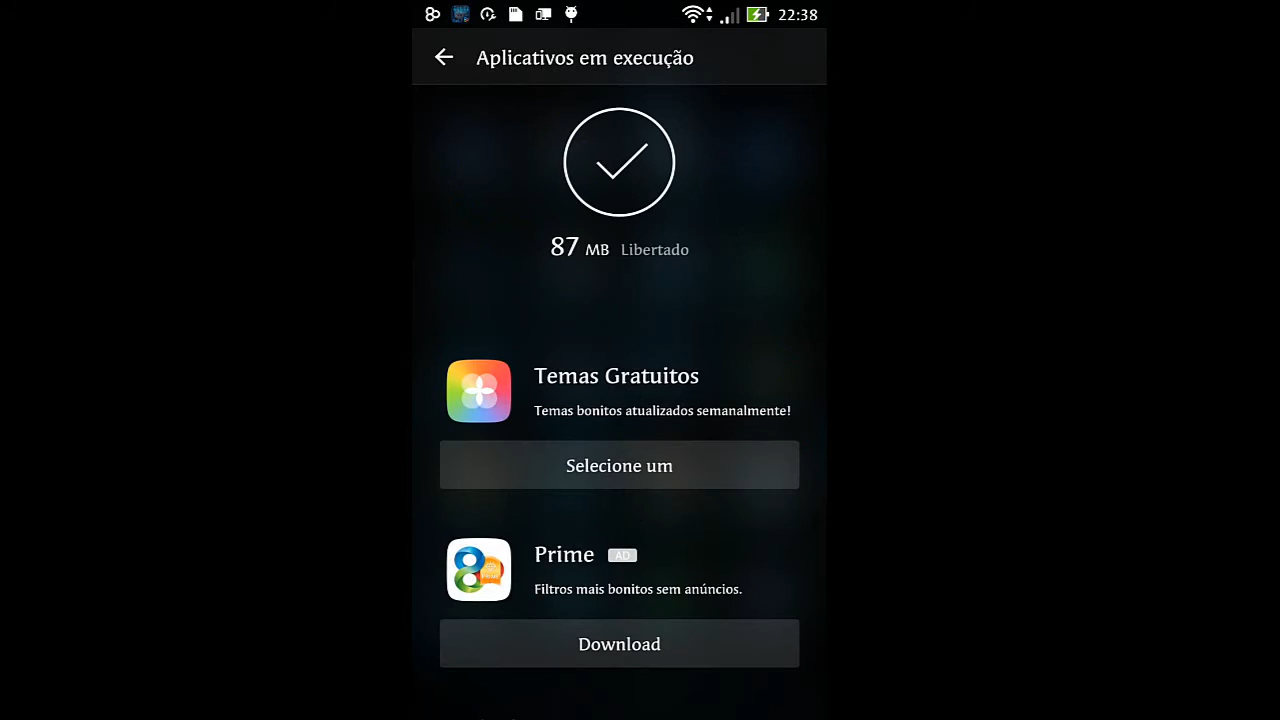 22:38
Aplicativos em execução
87 MB Libertado
Temas Gratuitos
Temas bonitos atualizados semanalmente!
Selecione um
Prime AD
Filtros mais bonitos sem anúncios.
Download